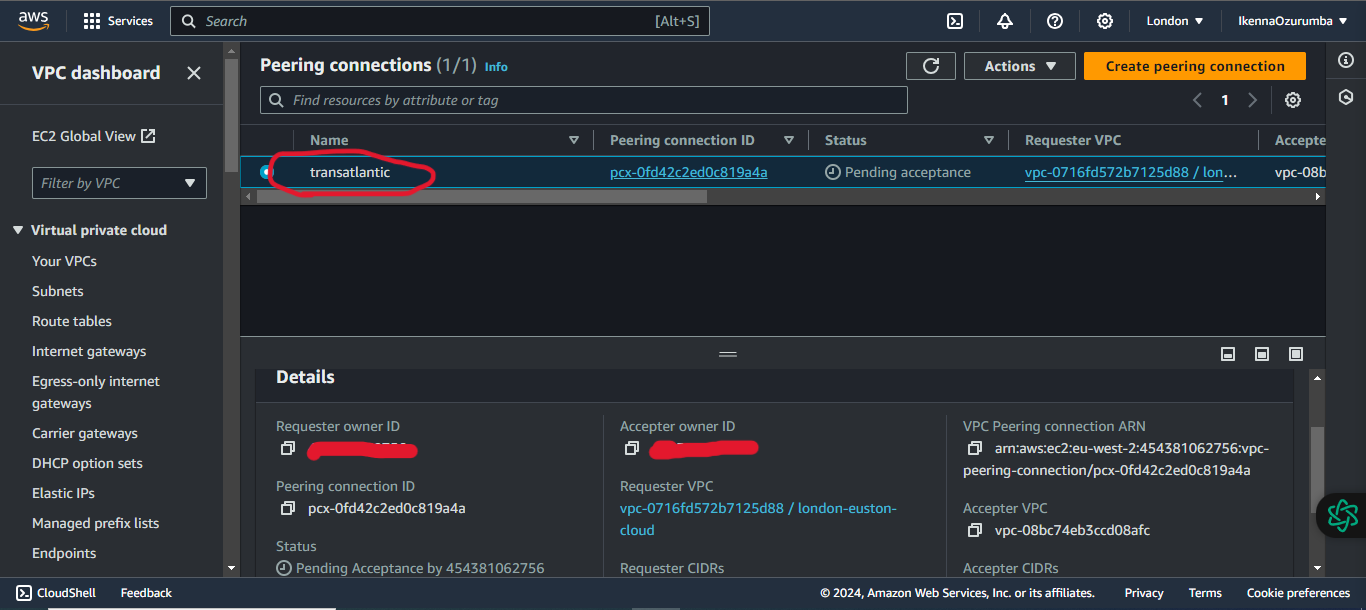 aws
Services
Search
[Alt+S]
London
IkennaOzurumba
VPC dashboard
EC2 Global View
Filter by VPC
Virtual private cloud
Your VPCs
Subnets
Route tables
Internet gateways
Egress-only internet
gateways
Carrier gateways
DHCP option sets
Elastic IPs
Managed prefix lists
Endpoints
Peering connections (1/1) Info
Actions
Create peering connection
Find resources by attribute or tag
1
Name
Peering connection ID
Status
Requester VPC
Accepte
transatlantic
pcx-0fd42c2ed0c819a4a
Pending acceptance
vpc-0716fd572b7125d88 / lon...
vpc-08b
Details
Requester owner ID
Peering connection ID
pcx-0fd42c2ed0c819a4a
Status
Pending Acceptance by 454381062756
Accepter owner ID
Requester VPC
vpc-0716fd572b7125d88 / london-euston-
cloud
Requester CIDRs
VPC Peering connection ARN
arn:aws:ec2:eu-west-2:454381062756:vpc-
peering-connection/pcx-0fd42c2ed0c819a4a
Accepter VPC
vpc-08bc74eb3ccd08afc
Accepter CIDRs
CloudShell
Feedback
© 2024, Amazon Web Services, Inc. or its affiliates.
Privacy
Terms
Cookie preferences